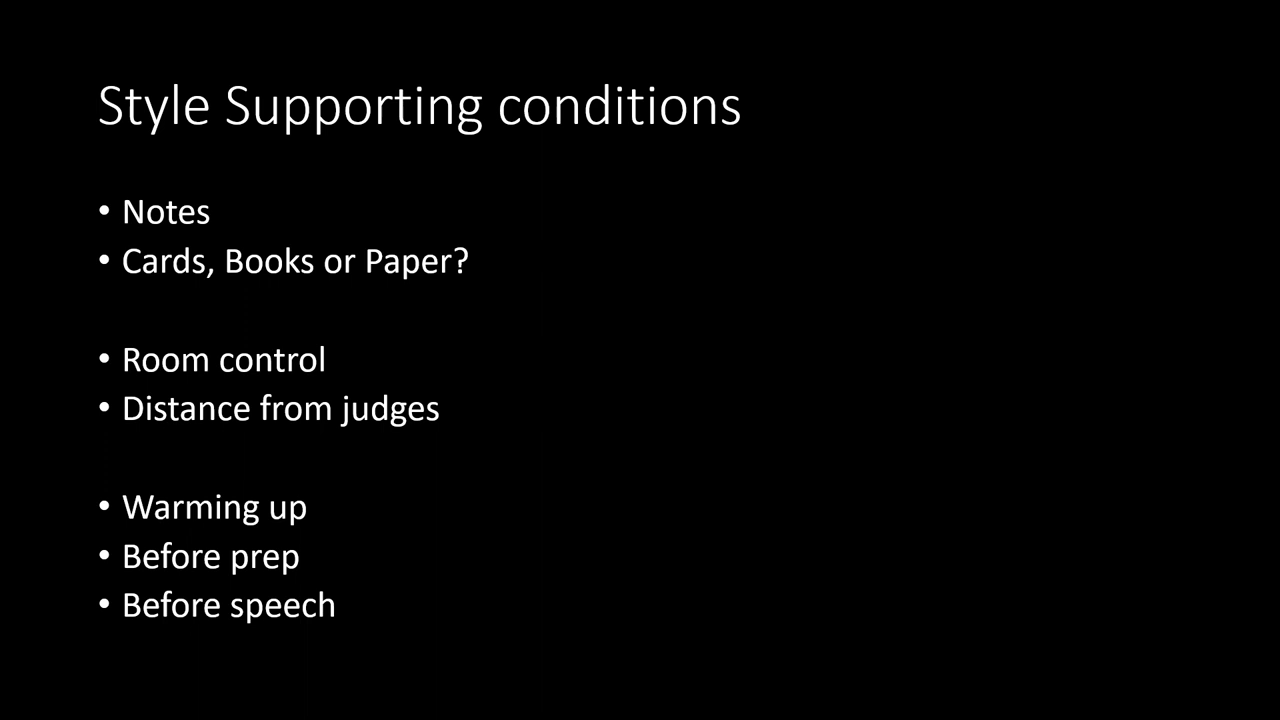 Style Supporting conditions
• Notes
• Cards, Books or Paper?
• Room control
• Distance from judges
• Warming up
• Before prep
• Before speech